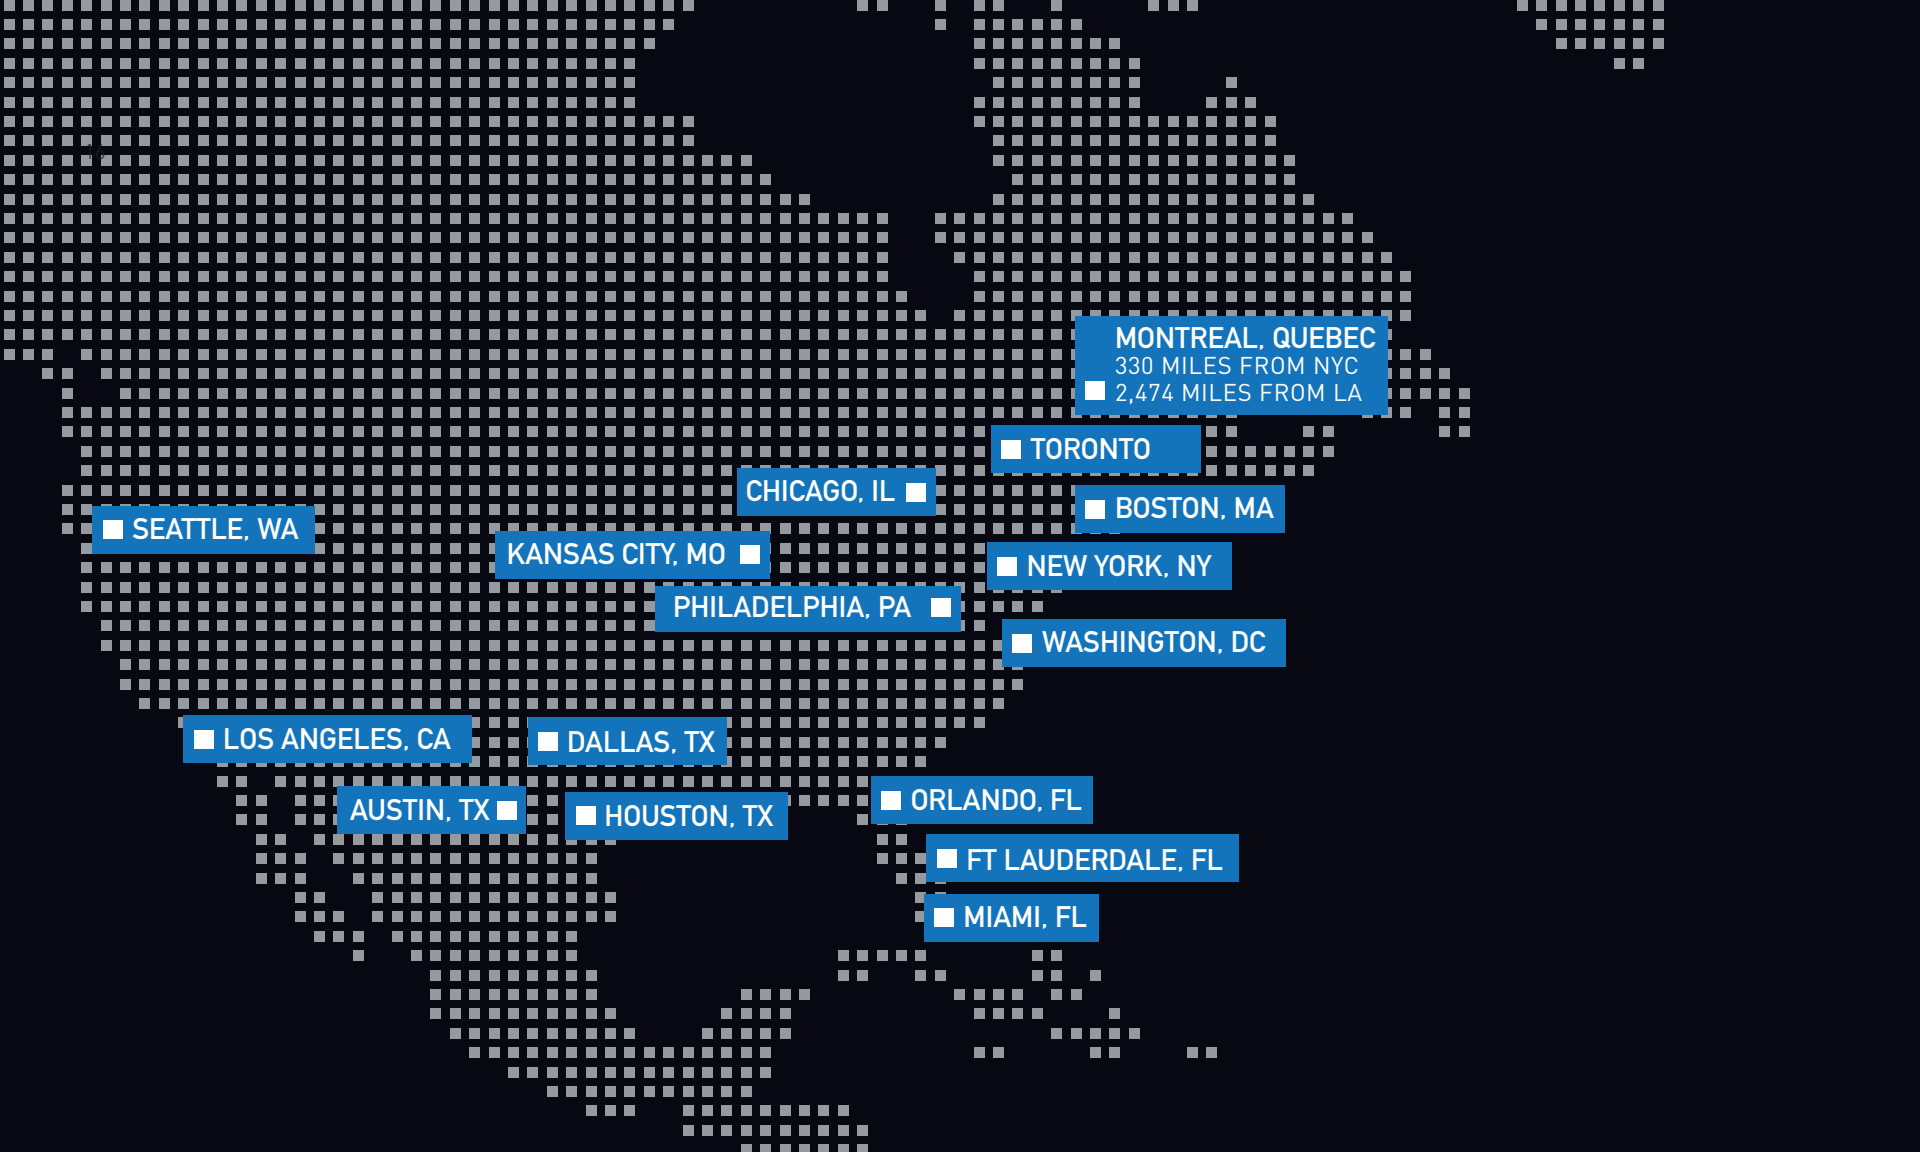 16
MONTREAL, QUEBEC
330 MILES FROM NYC
2,474 MILES FROM LA
TORONTO
CHICAGO, IL
BOSTON, MA
SEATTLE, WA
KANSAS CITY, MO
NEW YORK, NY
PHILADELPHIA, PA
WASHINGTON, DC
LOS ANGELES, CA
DALLAS, TX
ORLANDO, FL
AUSTIN, TX
HOUSTON, TX
FT LAUDERDALE, FL
MIAMI, FL